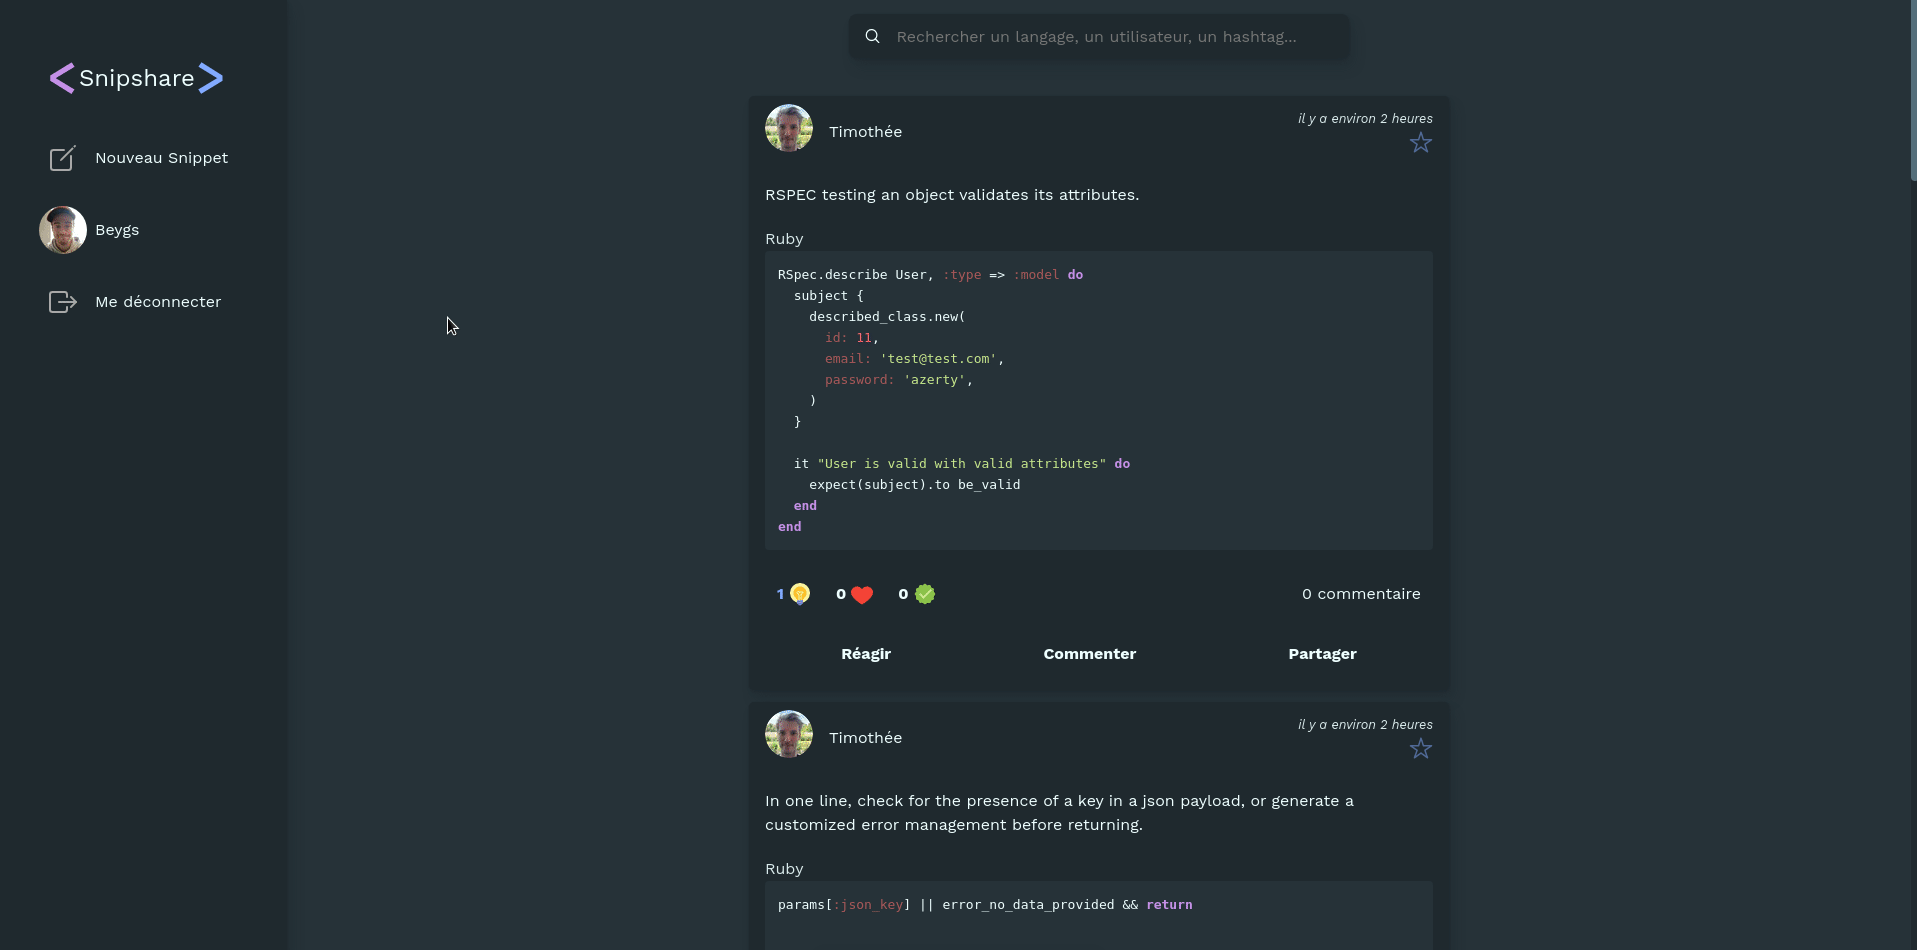 <Snipshare>
Nouveau Snippet
Beygs
Me déconnecter
Rechercher un langage, un utilisateur, un hashtag...
Timothée
il y a environ 2 heures
RSPEC testing an object validates its attributes.
Ruby
RSpec.describe User, :type => :model do
  subject {
    described_class.new(
      id: 11,
      email: 'test@test.com',
      password: 'azerty',
    )
  }

  it "User is valid with valid attributes" do
    expect(subject).to be_valid
  end
end
1 0 0
0 commentaire
Réagir Commenter Partager
Timothée
il y a environ 2 heures
In one line, check for the presence of a key in a json payload, or generate a
customized error management before returning.
Ruby
params[:json_key] || error_no_data_provided && return